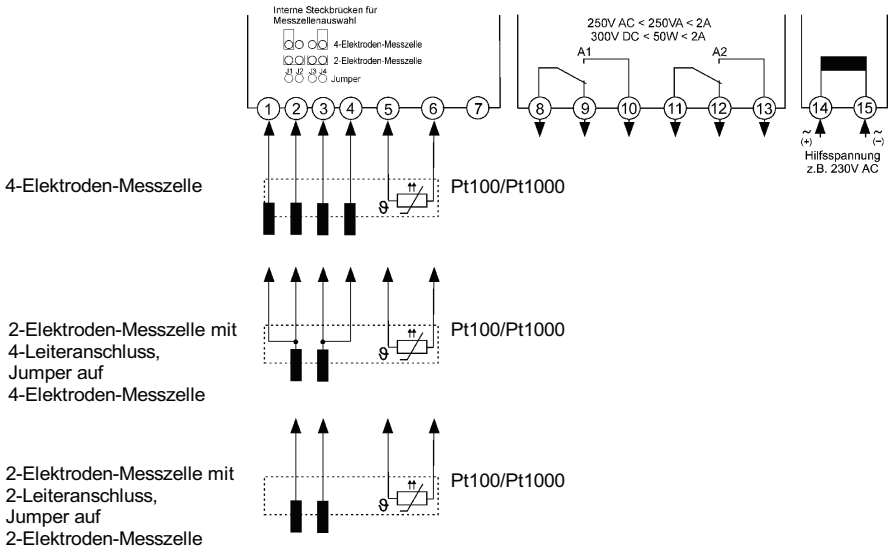 Interne Steckbrücken für
Messzellenauswahl
4-Elektroden-Messzelle
2-Elektroden-Messzelle
J1 J2 J3 J4
Jumper
250V AC < 250VA < 2A
300V DC < 50W < 2A
A1 A2
1 2 3 4 5 6 7 8 9 10 11 12 13 14 15
~ ~
(+) (−)
Hilfsspannung
z.B. 230V AC
4-Elektroden-Messzelle
ϑ
Pt100/Pt1000
2-Elektroden-Messzelle mit
4-Leiteranschluss,
Jumper auf
4-Elektroden-Messzelle
ϑ
Pt100/Pt1000
2-Elektroden-Messzelle mit
2-Leiteranschluss,
Jumper auf
2-Elektroden-Messzelle
ϑ
Pt100/Pt1000